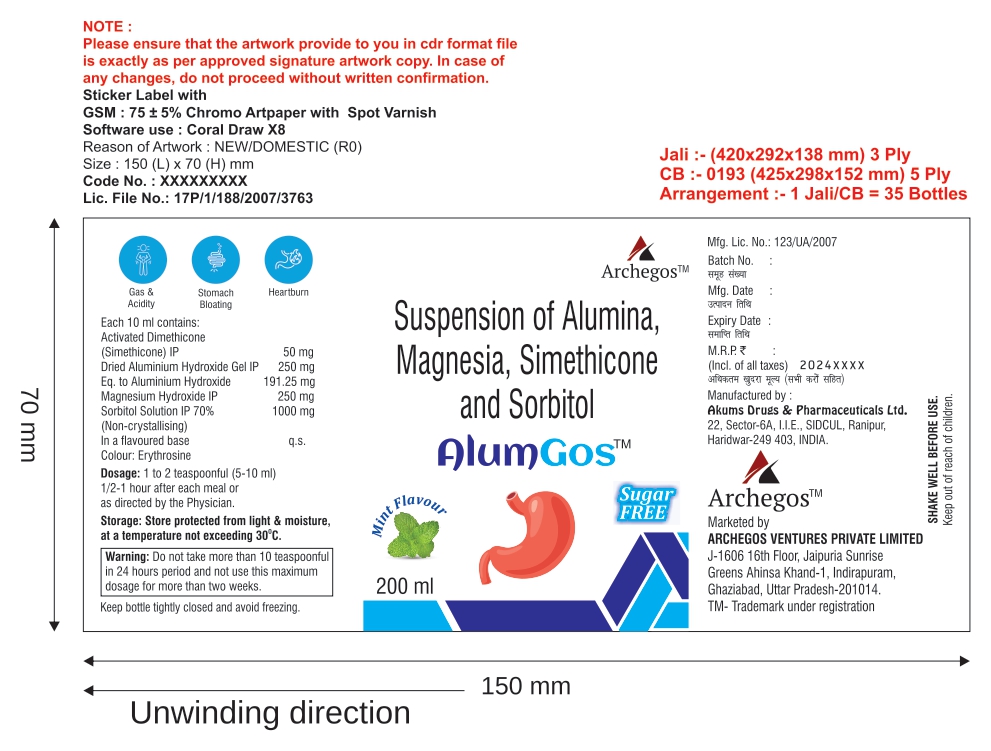 NOTE :
Please ensure that the artwork provide to you in cdr format file
is exactly as per approved signature artwork copy. In case of
any changes, do not proceed without written confirmation.
Sticker Label with
GSM : 75 ± 5% Chromo Artpaper with Spot Varnish
Software use : Coral Draw X8
Reason of Artwork : NEW/DOMESTIC (R0)
Size : 150 (L) x 70 (H) mm
Code No. : XXXXXXXXX
Lic. File No.: 17P/1/188/2007/3763
Jali :- (420x292x138 mm) 3 Ply
CB :- 0193 (425x298x152 mm) 5 Ply
Arrangement :- 1 Jali/CB = 35 Bottles
70 mm
Gas &
Acidity
Stomach
Bloating
Heartburn
Each 10 ml contains:
Activated Dimethicone
(Simethicone) IP 50 mg
Dried Aluminium Hydroxide Gel IP 250 mg
Eq. to Aluminium Hydroxide 191.25 mg
Magnesium Hydroxide IP 250 mg
Sorbitol Solution IP 70% 1000 mg
(Non-crystallising)
In a flavoured base q.s.
Colour: Erythrosine
Dosage: 1 to 2 teaspoonful (5-10 ml)
1/2-1 hour after each meal or
as directed by the Physician.
Storage: Store protected from light & moisture,
at a temperature not exceeding 30°C.
Warning: Do not take more than 10 teaspoonful
in 24 hours period and not use this maximum
dosage for more than two weeks.
Keep bottle tightly closed and avoid freezing.
Archegos™
Suspension of Alumina,
Magnesia, Simethicone
and Sorbitol
AlumGos™
Mint Flavour
Sugar
FREE
200 ml
Mfg. Lic. No.: 123/UA/2007
Batch No. :
समूह संख्या
Mfg. Date :
उत्पादन तिथि
Expiry Date :
समाप्ति तिथि
M.R.P. ₹ :
(Incl. of all taxes) 2024XXXX
अधिकतम खुदरा मूल्य (सभी करों सहित)
Manufactured by :
Akums Drugs & Pharmaceuticals Ltd.
22, Sector-6A, I.I.E., SIDCUL, Ranipur,
Haridwar-249 403, INDIA.
Archegos™
Marketed by
ARCHEGOS VENTURES PRIVATE LIMITED
J-1606 16th Floor, Jaipuria Sunrise
Greens Ahinsa Khand-1, Indirapuram,
Ghaziabad, Uttar Pradesh-201014.
TM- Trademark under registration
SHAKE WELL BEFORE USE.
Keep out of reach of children.
150 mm
Unwinding direction